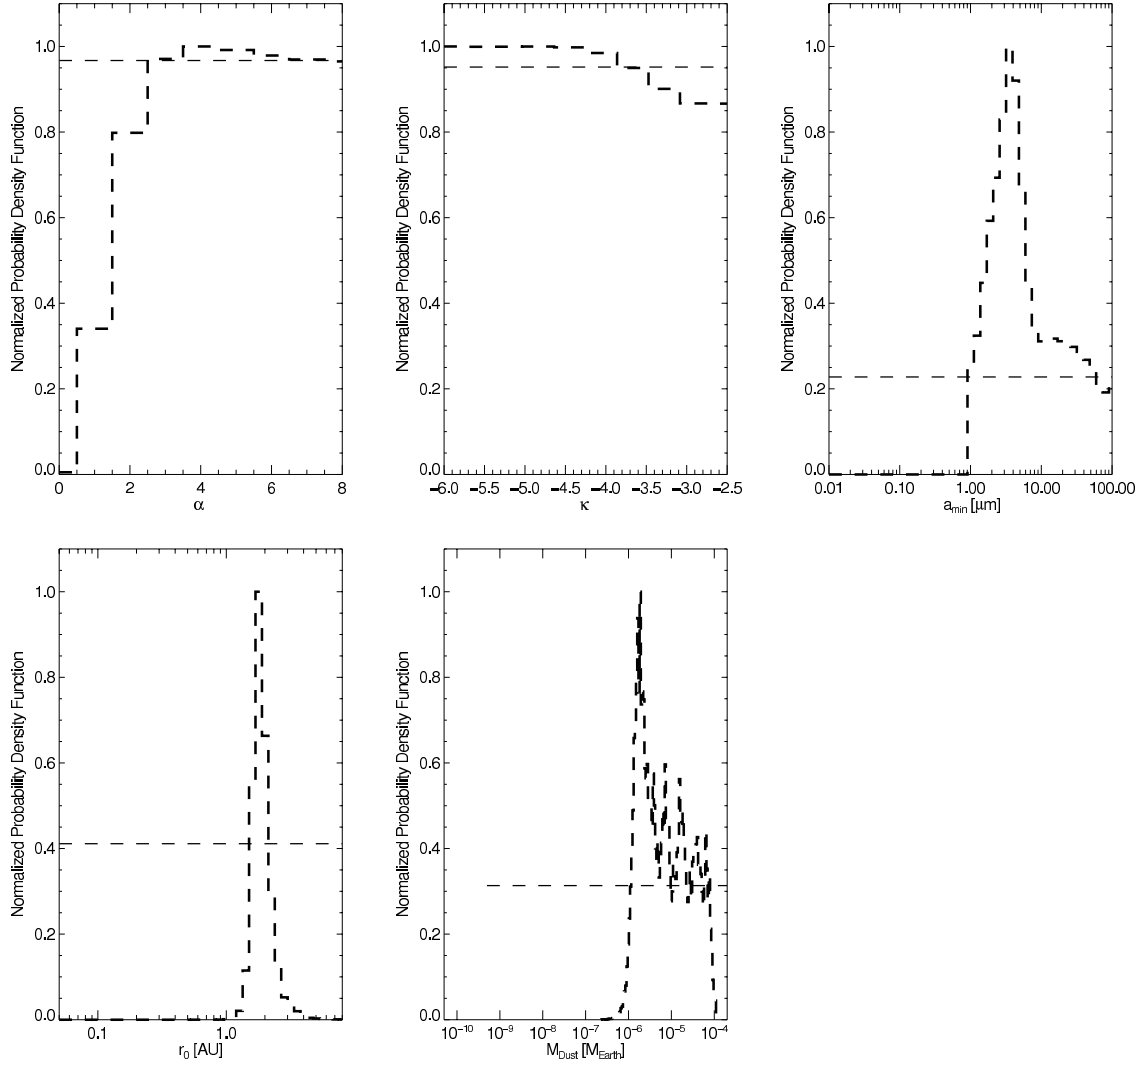 Normalized Probability Density Function
1.0
0.8
0.6
0.4
0.2
0.0
0 2 4 6 8
α
Normalized Probability Density Function
1.0
0.8
0.6
0.4
0.2
0.0
−6.0 −5.5 −5.0 −4.5 −4.0 −3.5 −3.0 −2.5
κ
Normalized Probability Density Function
1.0
0.8
0.6
0.4
0.2
0.0
0.01 0.10 1.00 10.00 100.00
a_min [μm]
Normalized Probability Density Function
1.0
0.8
0.6
0.4
0.2
0.0
0.1 1.0
r_0 [AU]
Normalized Probability Density Function
1.0
0.8
0.6
0.4
0.2
0.0
10⁻¹⁰ 10⁻⁹ 10⁻⁸ 10⁻⁷ 10⁻⁶ 10⁻⁵ 10⁻⁴
M_Dust [M_Earth]